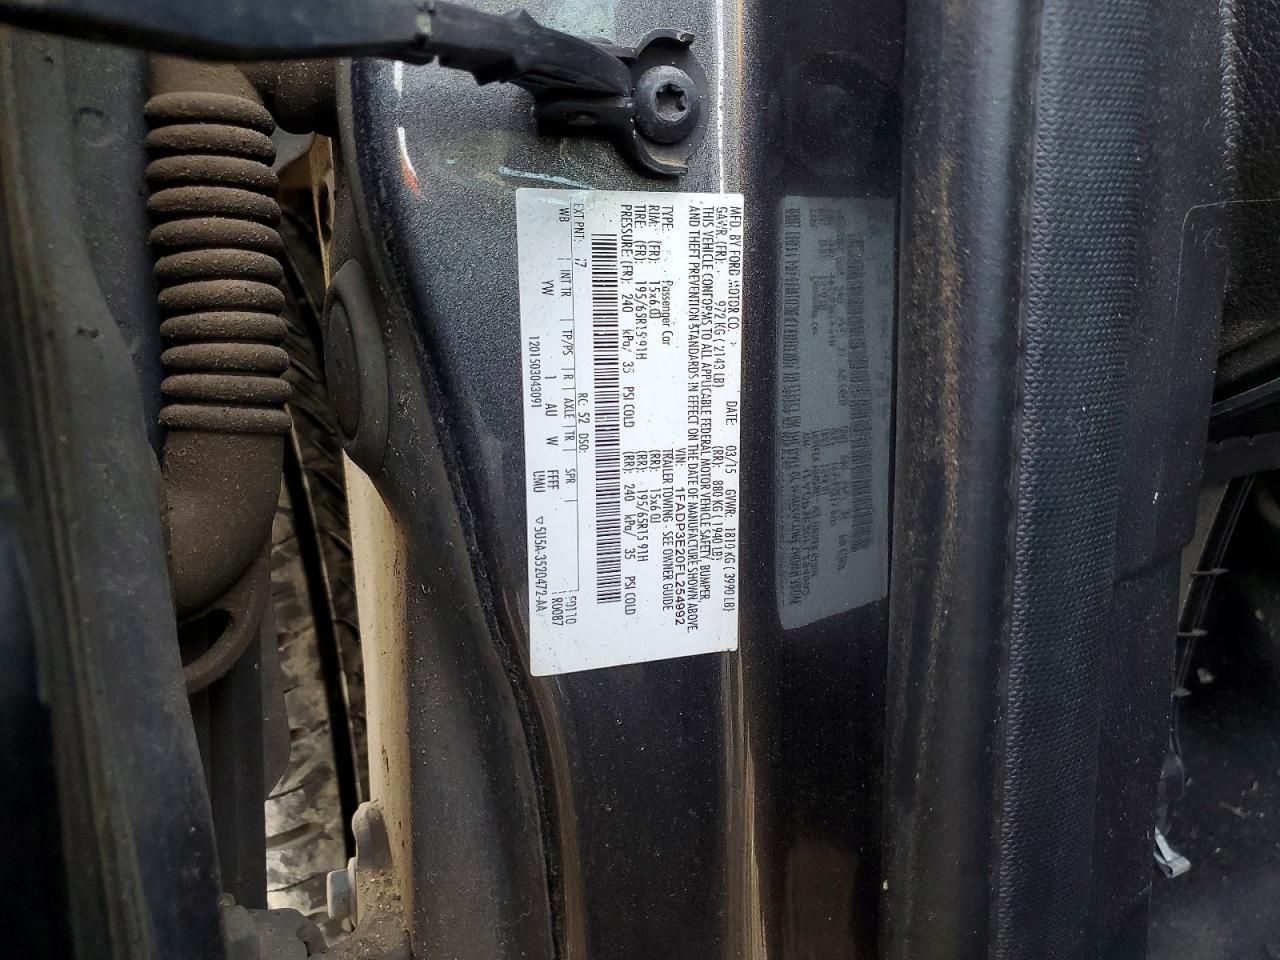 MFD. BY FORD MOTOR CO.
DATE: 03/15 GVWR: 1810 KG ( 3990 LB)
GAWR (FR): 972 KG ( 2143 LB) (RR): 880 KG ( 1940 LB)
THIS VEHICLE CONFORMS TO ALL APPLICABLE FEDERAL MOTOR VEHICLE SAFETY, BUMPER,
AND THEFT PREVENTION STANDARDS IN EFFECT ON THE DATE OF MANUFACTURE SHOWN ABOVE.
VIN: 1FADP3E20FL254992
TYPE: Passenger Car TRAILER TOWING - SEE OWNER GUIDE
RIM: (FR): 15x6.0J (RR): 15x6.0J
TIRE: (FR): 195/65R15 91H (RR): 195/65R15 91H
PRESSURE: (FR): 240 kPa/ 35 PSI COLD (RR): 240 kPa/ 35 PSI COLD
EXT PNT: RC: 52 DSO:
WB INT TR TP/PS R AXLE TR SPR R0087
YW 1 AU W FFFF UMU
1201503043091 ▽ 5U5A-3520472-AA